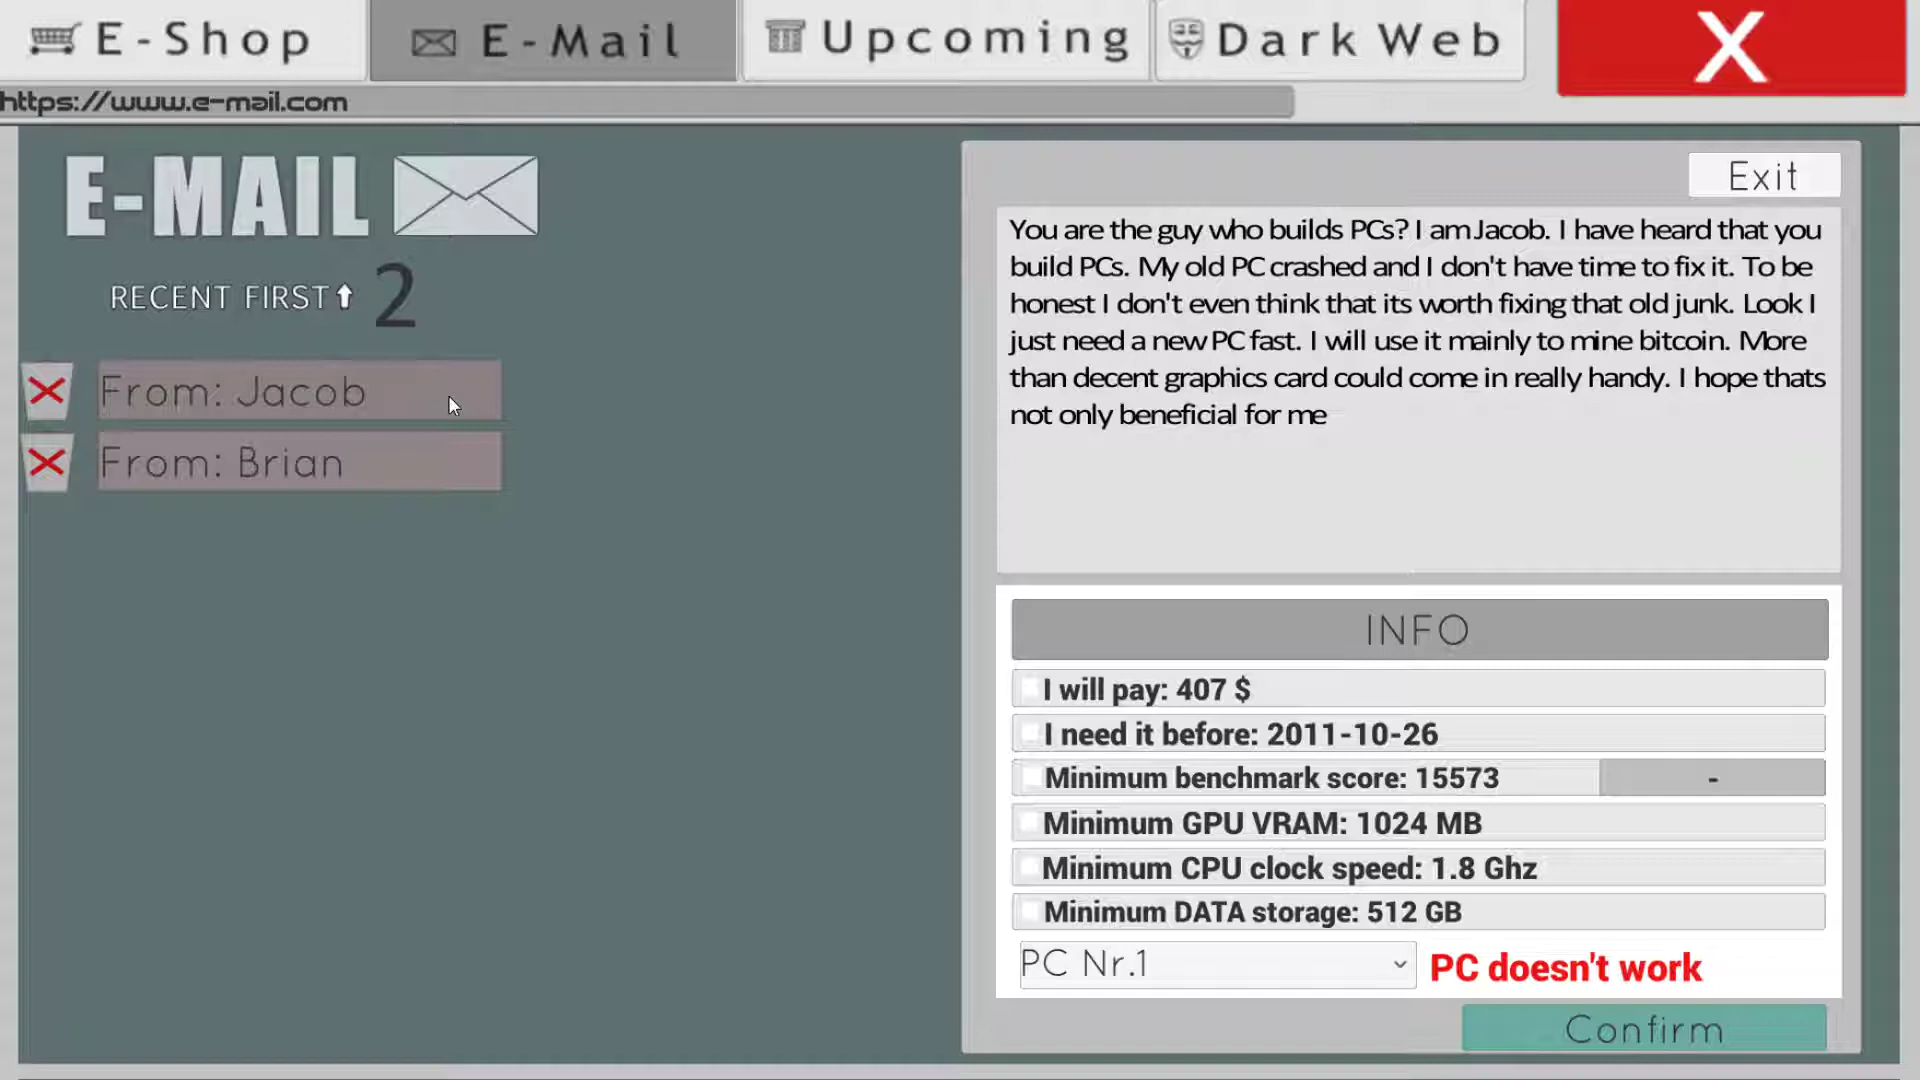 E-Shop
E-Mail
Upcoming
Dark Web
X
https://www.e-mail.com
E-MAIL
RECENT FIRST 2
From: Jacob
From: Brian
Exit
You are the guy who builds PCs? I am Jacob. I have heard that you
build PCs. My old PC crashed and I don't have time to fix it. To be
honest I don't even think that its worth fixing that old junk. Look I
just need a new PC fast. I will use it mainly to mine bitcoin. More
than decent graphics card could come in really handy. I hope thats
not only beneficial for me
INFO
I will pay: 407 $
I need it before: 2011-10-26
Minimum benchmark score: 15573 -
Minimum GPU VRAM: 1024 MB
Minimum CPU clock speed: 1.8 Ghz
Minimum DATA storage: 512 GB
PC Nr.1
PC doesn't work
Confirm